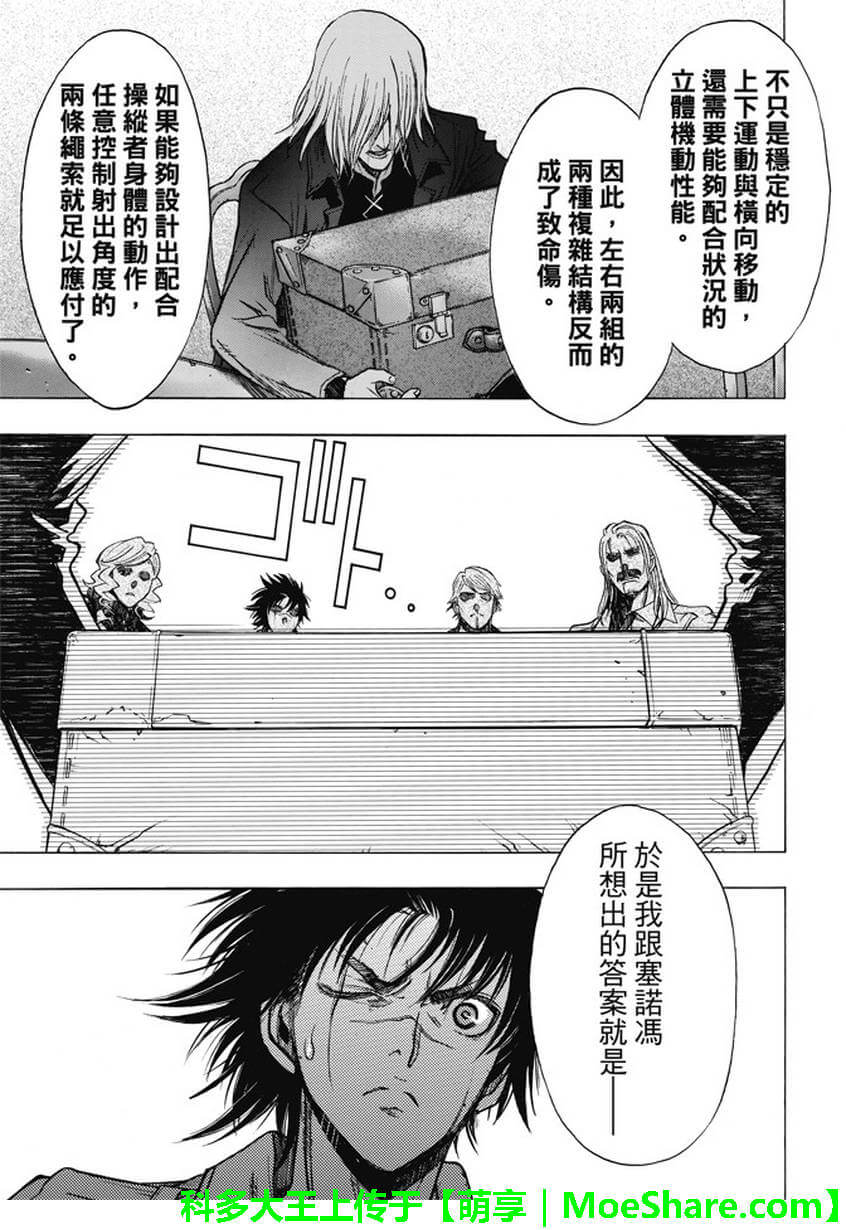 不只是穩定的
上下運動與橫向移動，
還需要能夠配合狀況的
立體機動性能。
因此，左右兩組的
兩種複雜結構反而
成了致命傷。
如果能夠設計出配合
操縱者身體的動作，
任意控制射出角度的
兩條繩索就足以應付了。
ゴゴト..
於是我跟塞諾馮
所想出的答案就是──
科多大王上传于【萌享|MoeShare.com】